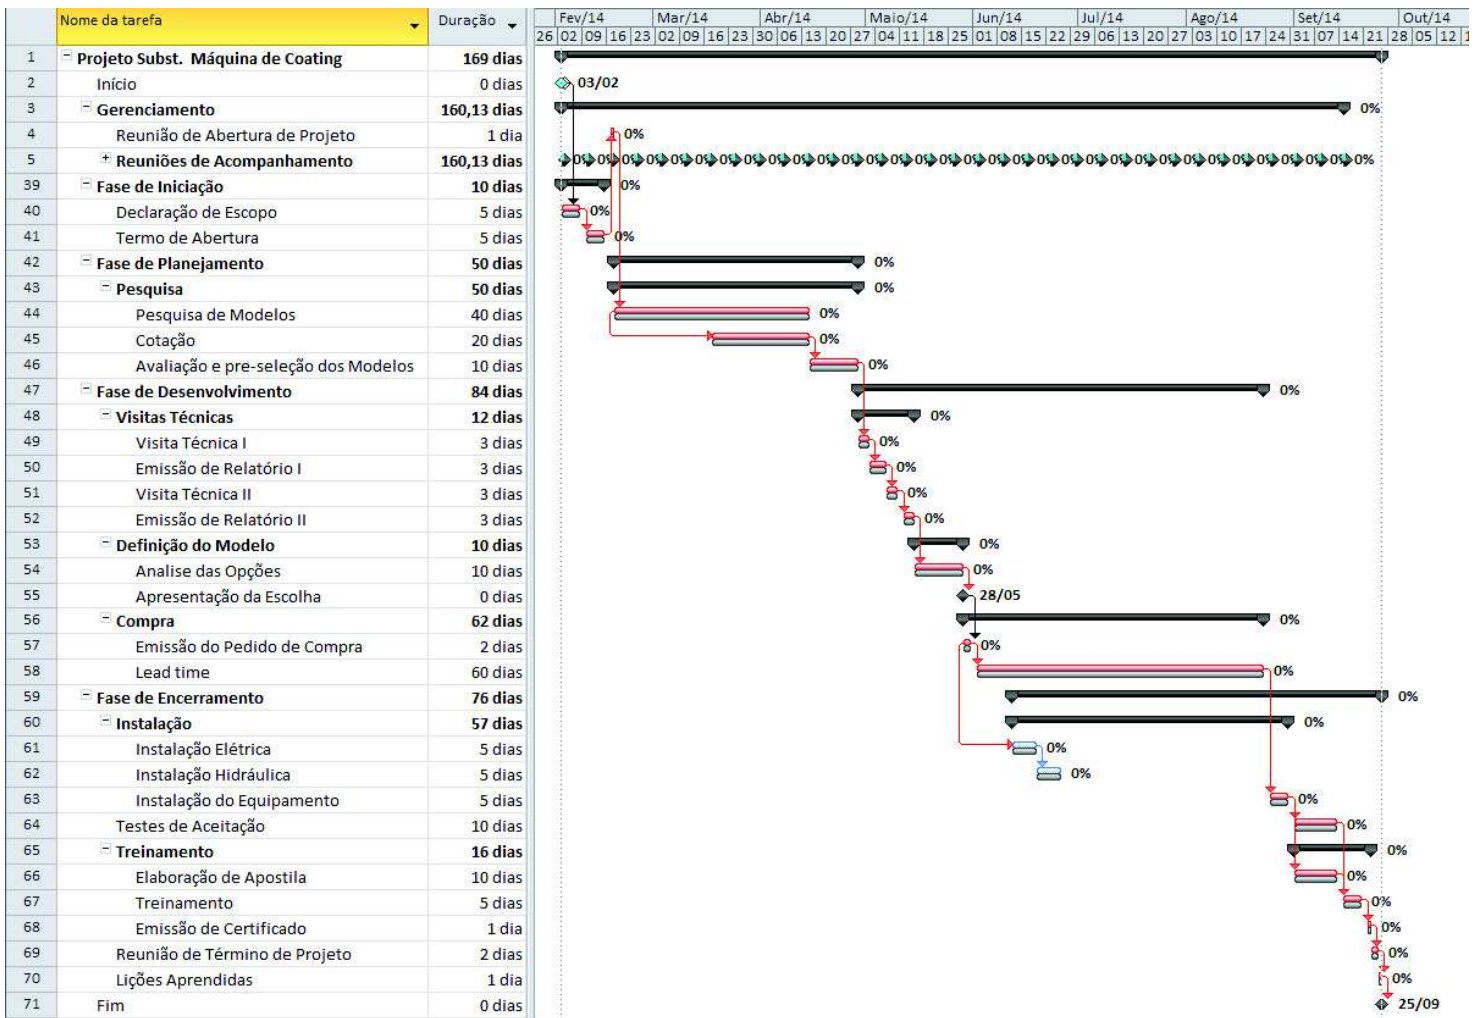 Nome da tarefa Duração Fev/14 Mar/14 Abr/14 Maio/14 Jun/14 Jul/14 Ago/14 Set/14 Out/14
26 02 09 16 23 02 09 16 23 30 06 13 20 27 04 11 18 25 01 08 15 22 29 06 13 20 27 03 10 17 24 31 07 14 21 28 05 12 1
1 Projeto Subst. Máquina de Coating 169 dias
2 Início 0 dias 03/02
3 Gerenciamento 160,13 dias 0%
4 Reunião de Abertura de Projeto 1 dia 0%
5 Reuniões de Acompanhamento 160,13 dias 0%
39 Fase de Iniciação 10 dias 0%
40 Declaração de Escopo 5 dias 0%
41 Termo de Abertura 5 dias 0%
42 Fase de Planejamento 50 dias 0%
43 Pesquisa 50 dias 0%
44 Pesquisa de Modelos 40 dias 0%
45 Cotação 20 dias 0%
46 Avaliação e pre-seleção dos Modelos 10 dias 0%
47 Fase de Desenvolvimento 84 dias 0%
48 Visitas Técnicas 12 dias 0%
49 Visita Técnica I 3 dias 0%
50 Emissão de Relatório I 3 dias 0%
51 Visita Técnica II 3 dias 0%
52 Emissão de Relatório II 3 dias 0%
53 Definição do Modelo 10 dias 0%
54 Analise das Opções 10 dias 0%
55 Apresentação da Escolha 0 dias 28/05
56 Compra 62 dias 0%
57 Emissão do Pedido de Compra 2 dias 0%
58 Lead time 60 dias 0%
59 Fase de Encerramento 76 dias 0%
60 Instalação 57 dias 0%
61 Instalação Elétrica 5 dias 0%
62 Instalação Hidráulica 5 dias 0%
63 Instalação do Equipamento 5 dias 0%
64 Testes de Aceitação 10 dias 0%
65 Treinamento 16 dias 0%
66 Elaboração de Apostila 10 dias 0%
67 Treinamento 5 dias 0%
68 Emissão de Certificado 1 dia 0%
69 Reunião de Término de Projeto 2 dias 0%
70 Lições Aprendidas 1 dia 0%
71 Fim 0 dias 25/09